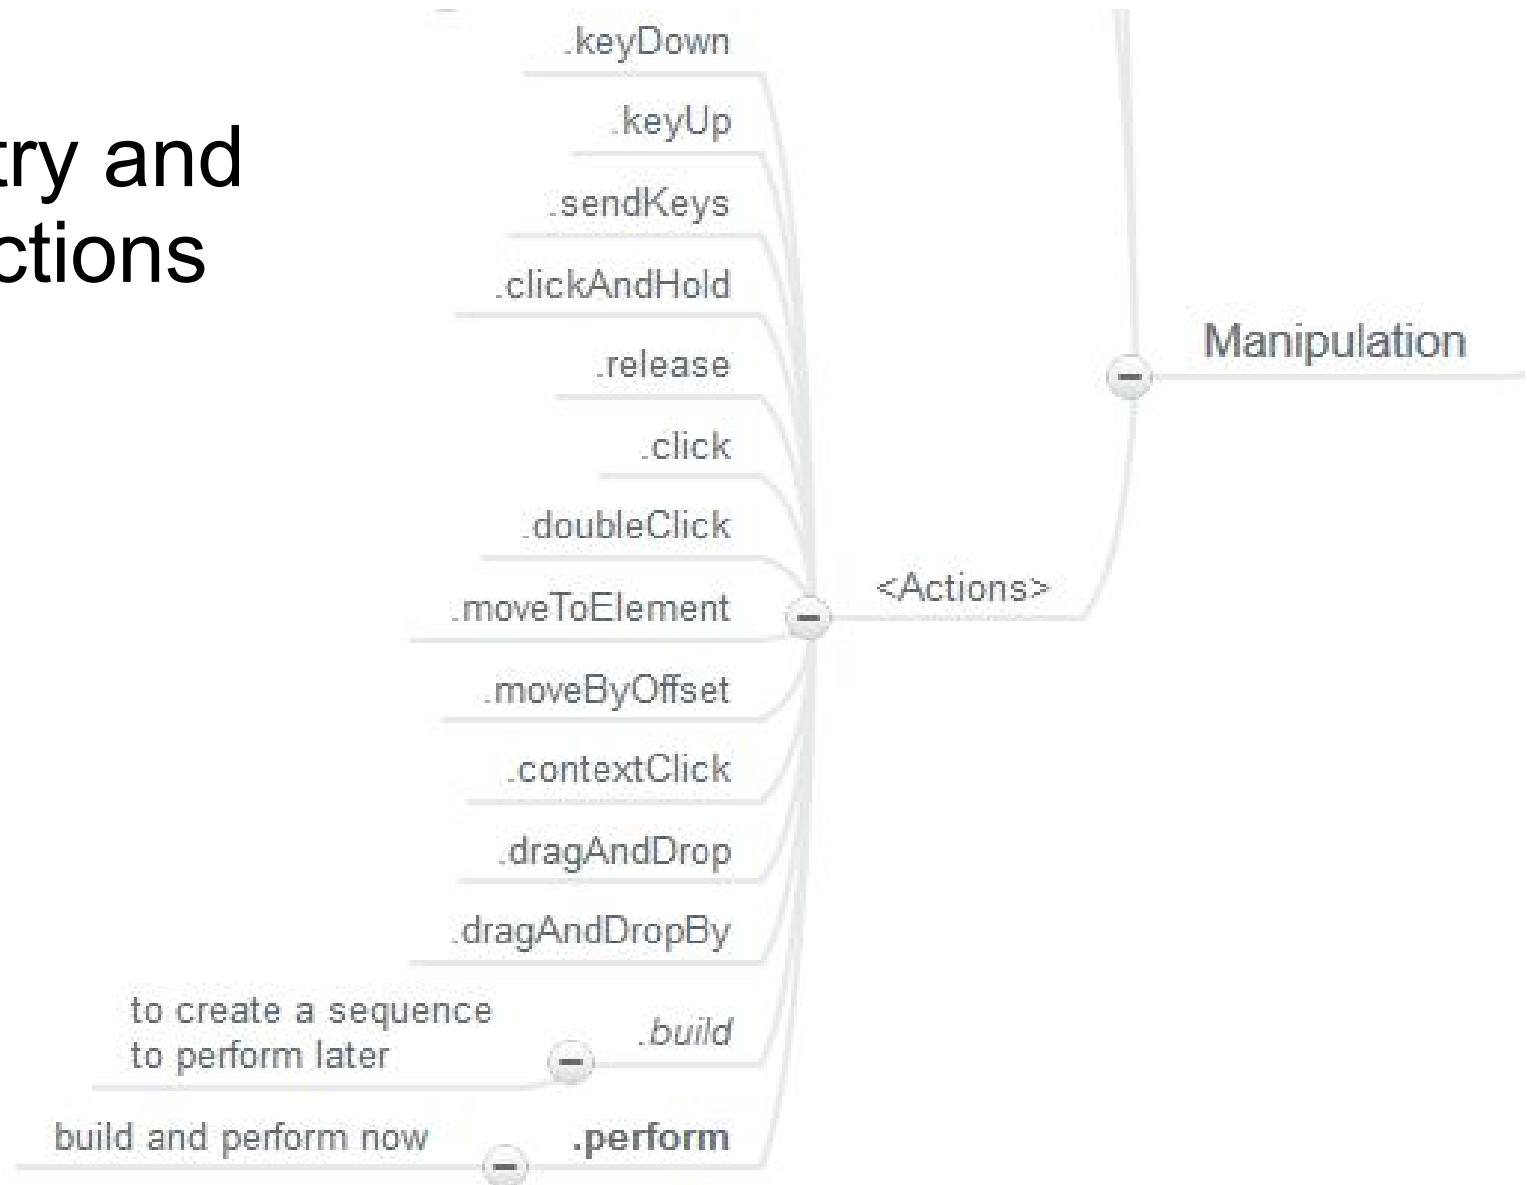 try and
ctions
.keyDown
.keyUp
.sendKeys
.clickAndHold
.release
.click
.doubleClick
.moveToElement
.moveByOffset
.contextClick
.dragAndDrop
.dragAndDropBy
to create a sequence
to perform later
.build
build and perform now
.perform
<Actions>
Manipulation